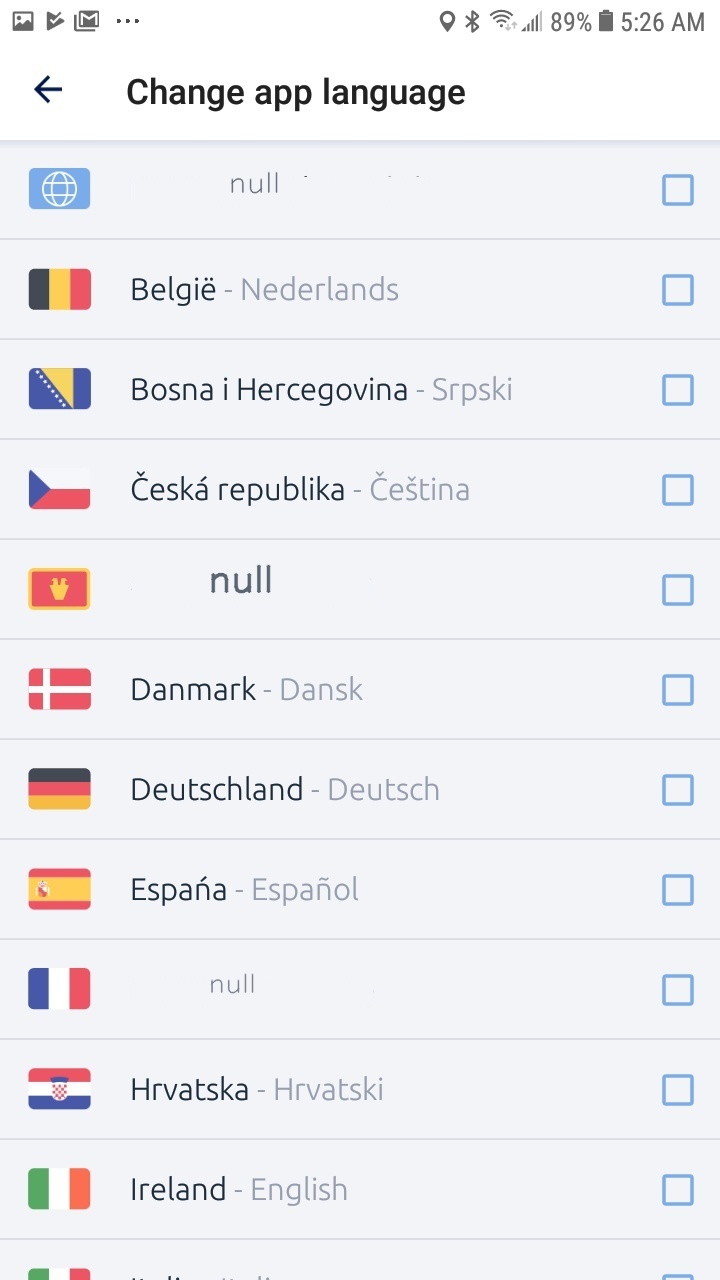 89% 5:26 AM
Change app language
null
België - Nederlands
Bosna i Hercegovina - Srpski
Česká republika - Čeština
null
Danmark - Dansk
Deutschland - Deutsch
Espańa - Español
null
Hrvatska - Hrvatski
Ireland - English